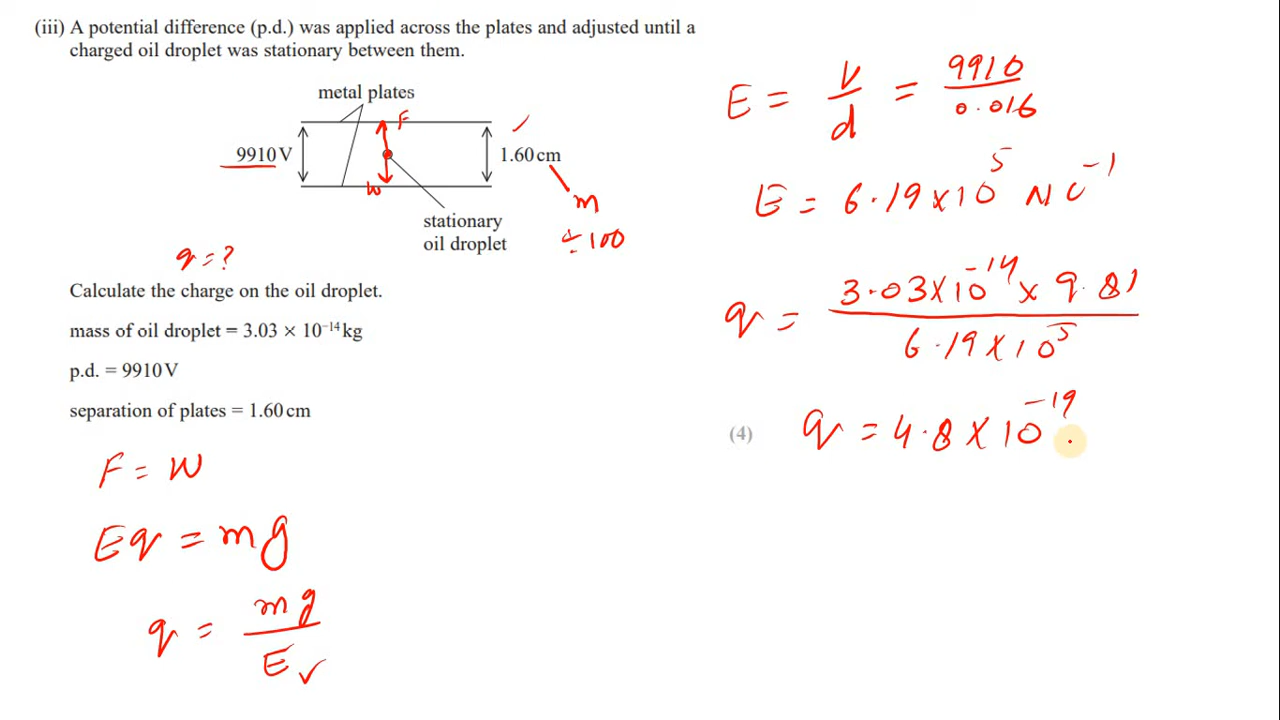 (iii) A potential difference (p.d.) was applied across the plates and adjusted until a
charged oil droplet was stationary between them.
metal plates
F
9910 V
1.60 cm
W
m
÷ 100
stationary
oil droplet
q = ?
Calculate the charge on the oil droplet.
mass of oil droplet = 3.03 × 10⁻¹⁴ kg
p.d. = 9910 V
separation of plates = 1.60 cm
(4)
F = W
Eq = mg
q = mg / E ✓
E = V / d = 9910 / 0.016
E = 6.19 × 10⁵ N C⁻¹
q = 3.03 × 10⁻¹⁴ × 9.81 / 6.19 × 10⁵
q = 4.8 × 10⁻¹⁹